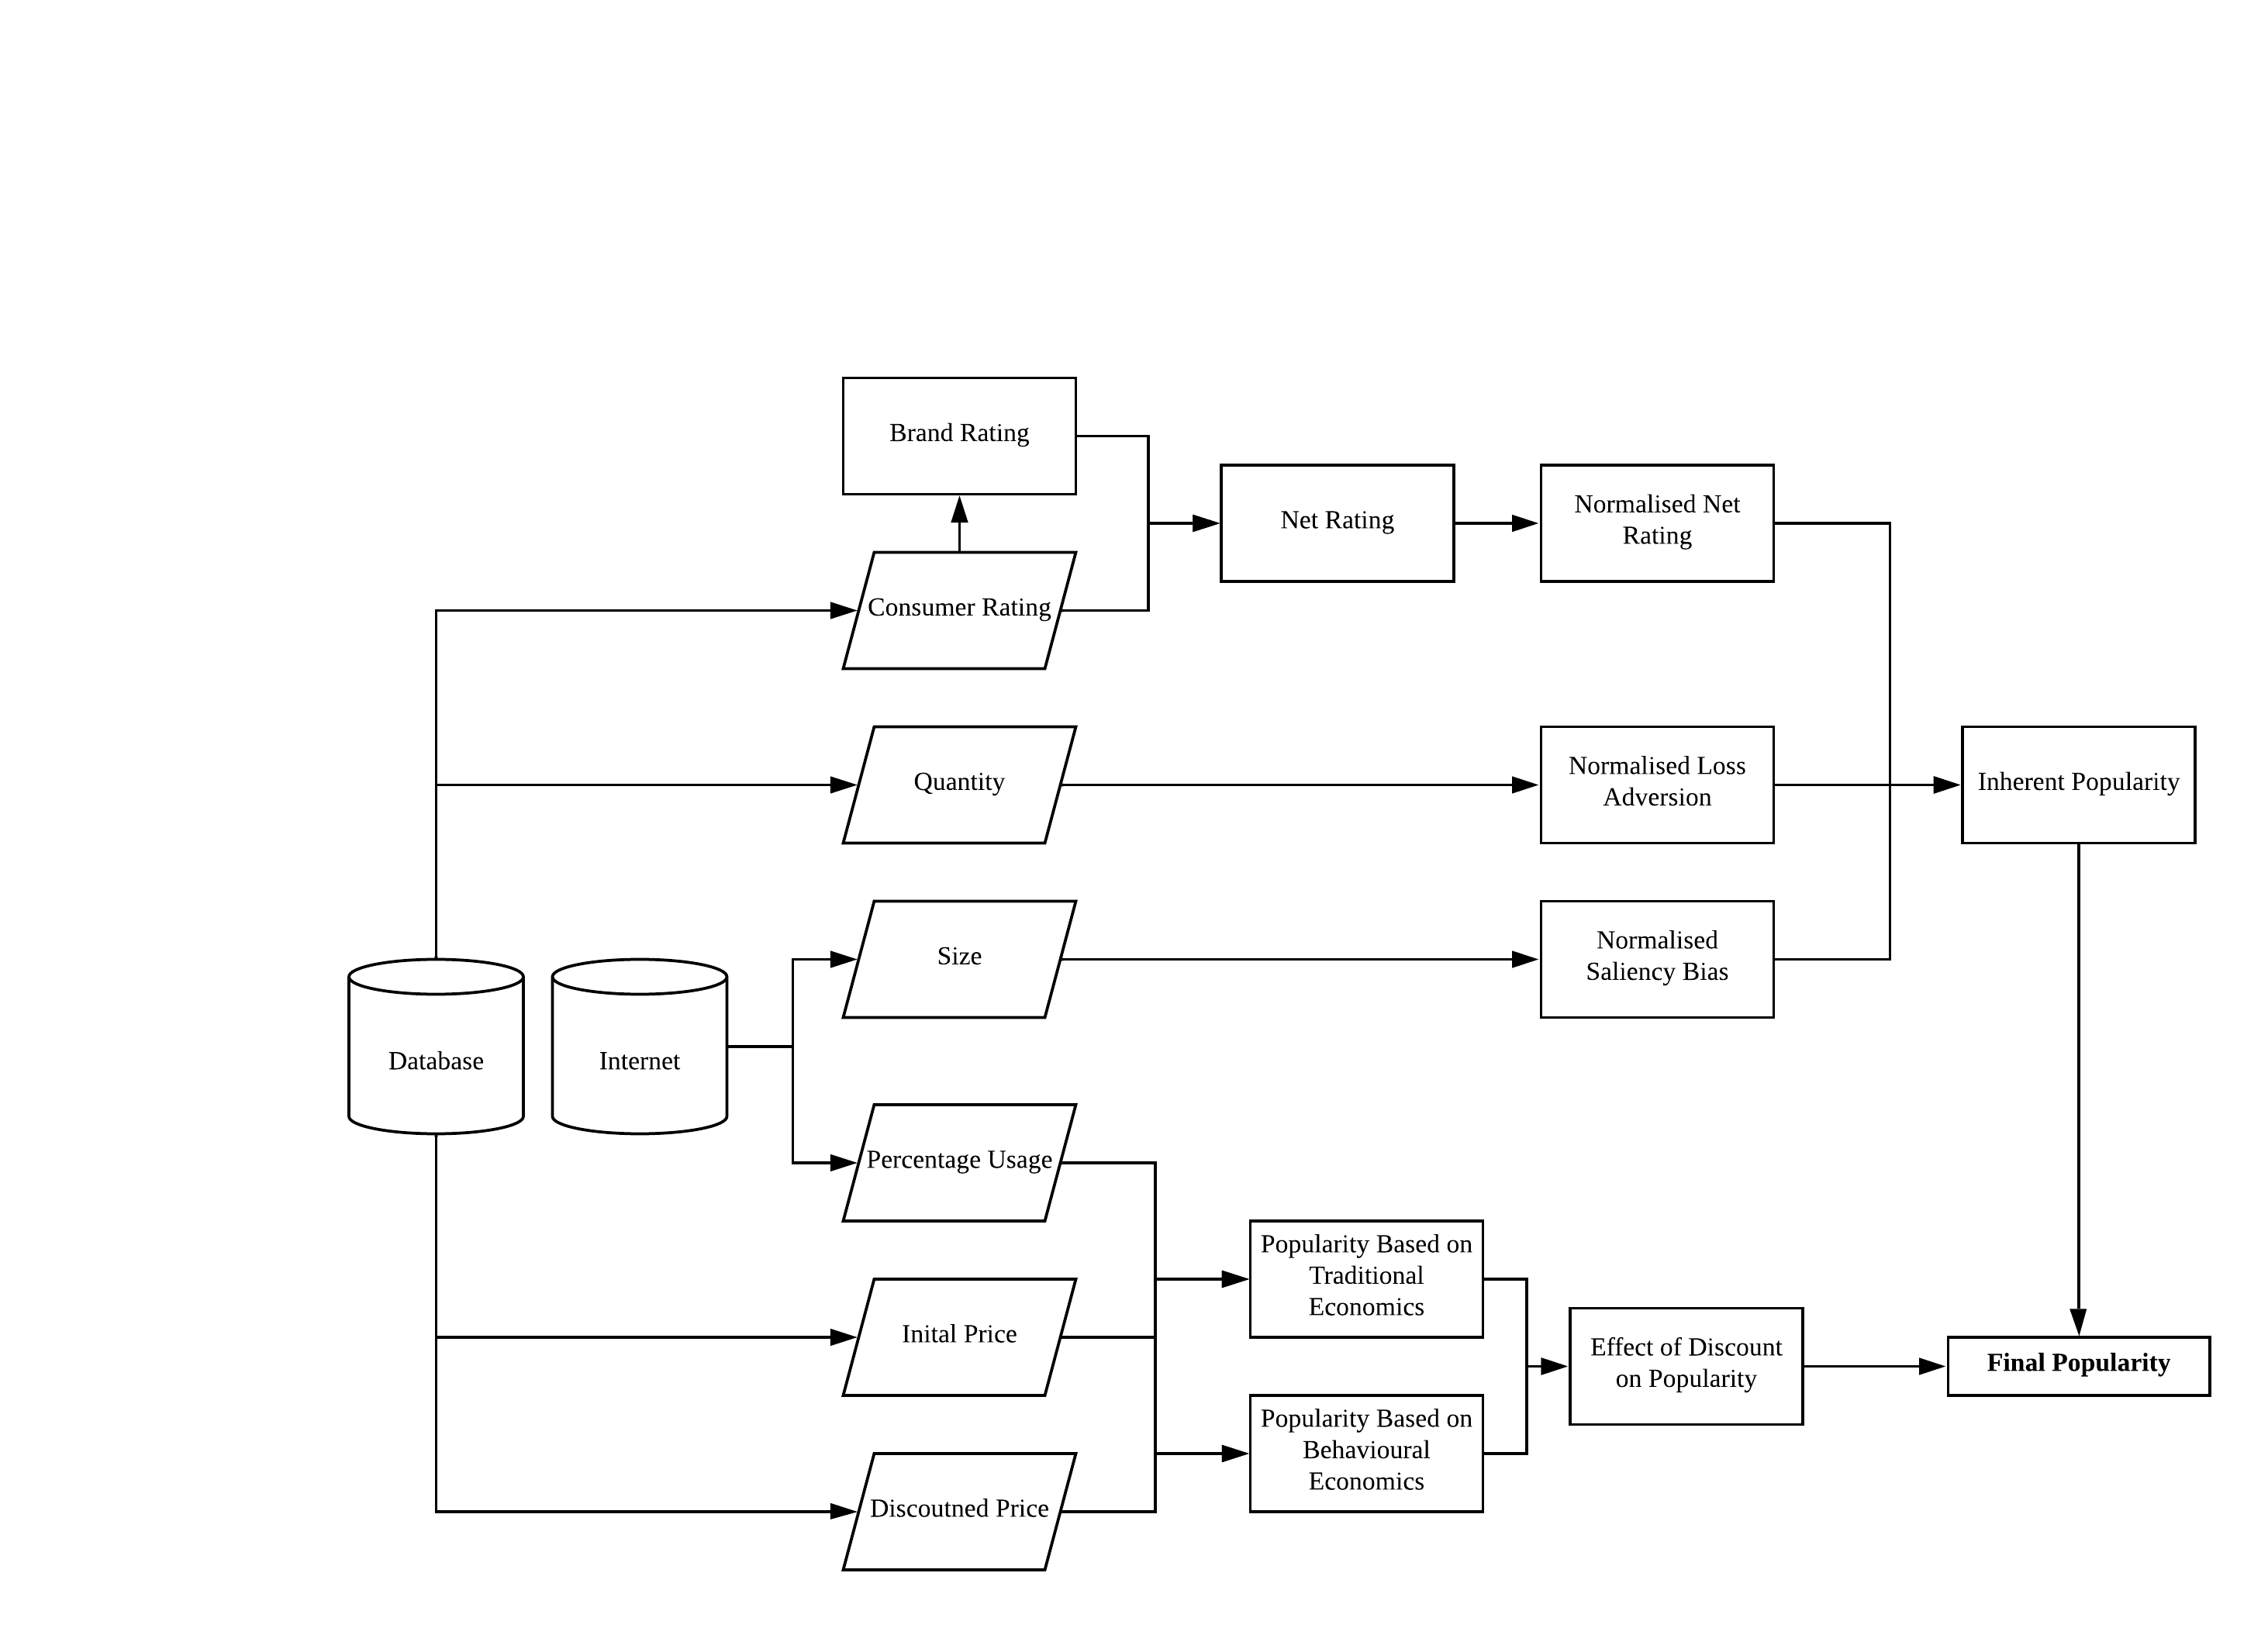 Brand Rating
Net Rating
Normalised Net
Rating
Consumer Rating
Quantity
Normalised Loss
Adversion
Inherent Popularity
Size
Normalised
Saliency Bias
Database
Internet
Percentage Usage
Popularity Based on
Traditional
Economics
Inital Price
Effect of Discount
on Popularity
Final Popularity
Popularity Based on
Behavioural
Economics
Discoutned Price